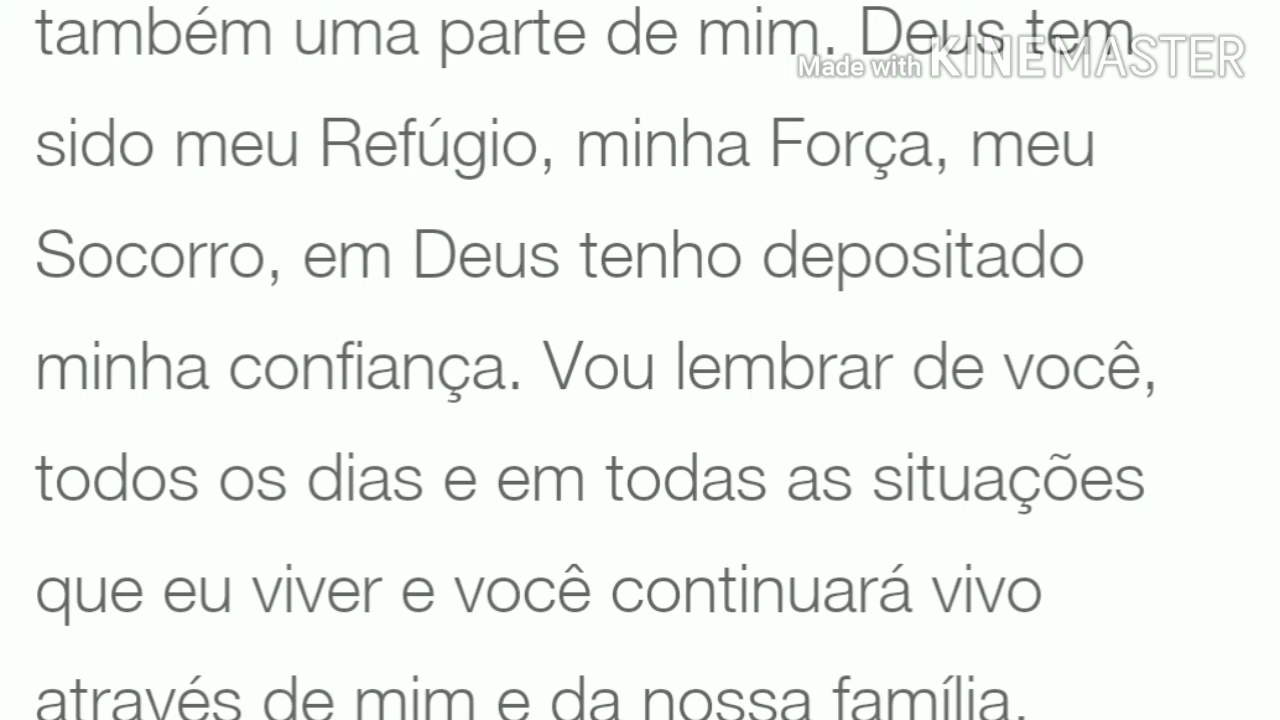 também uma parte de mim. Deus tem
Made with KINEMASTER
sido meu Refúgio, minha Força, meu
Socorro, em Deus tenho depositado
minha confiança. Vou lembrar de você,
todos os dias e em todas as situações
que eu viver e você continuará vivo
através de mim e da nossa família.